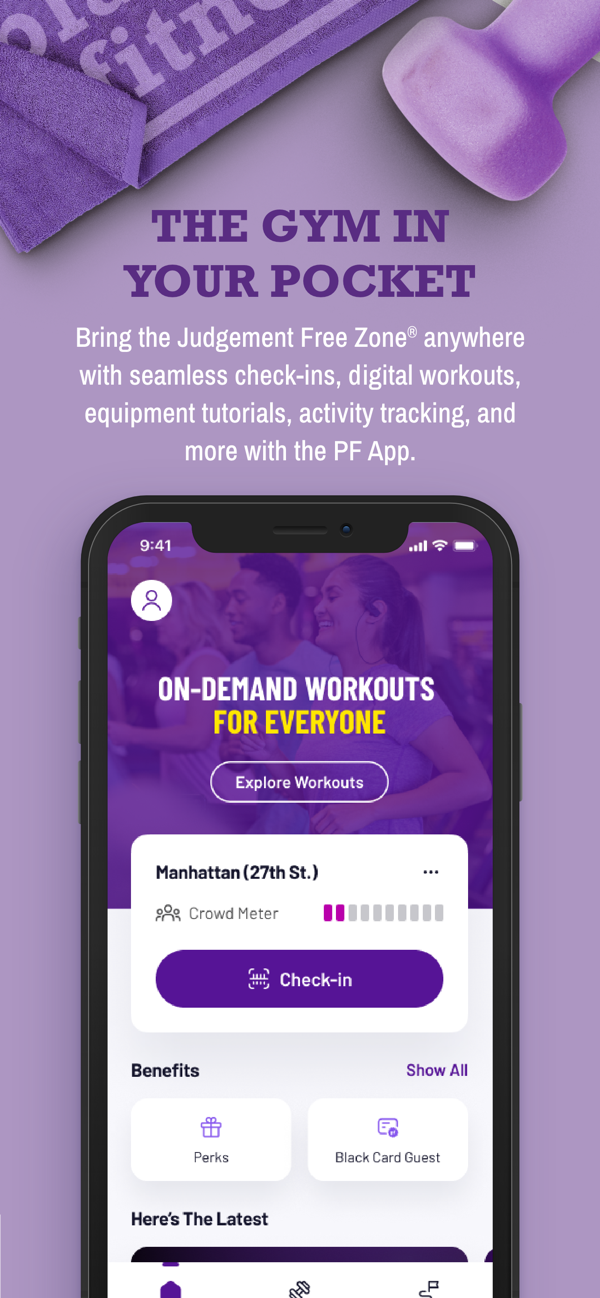 fitne
THE GYM IN
YOUR POCKET
Bring the Judgement Free Zone® anywhere
with seamless check-ins, digital workouts,
equipment tutorials, activity tracking, and
more with the PF App.
9:41
ON-DEMAND WORKOUTS
FOR EVERYONE
Explore Workouts
Manhattan (27th St.)
Crowd Meter
Check-in
Benefits
Show All
Perks
Black Card Guest
Here's The Latest